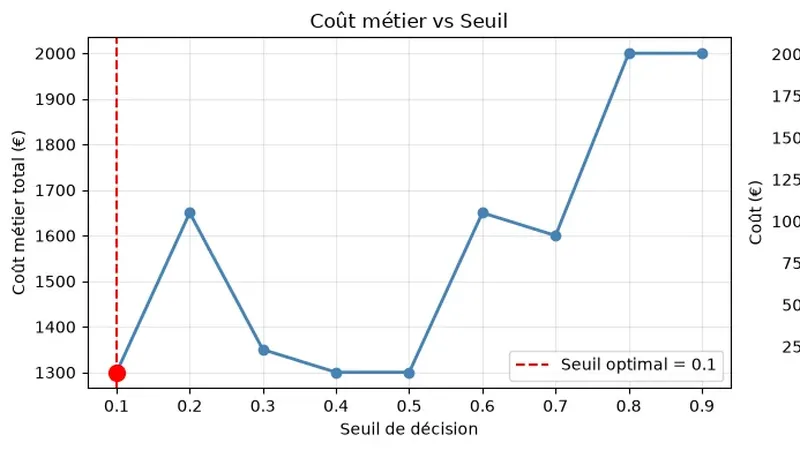 Coût métier vs Seuil
Coût métier total (€)
2000
1900
1800
1700
1600
1500
1400
1300
0.1 0.2 0.3 0.4 0.5 0.6 0.7 0.8 0.9
Seuil de décision
Seuil optimal = 0.1
Coût (€)